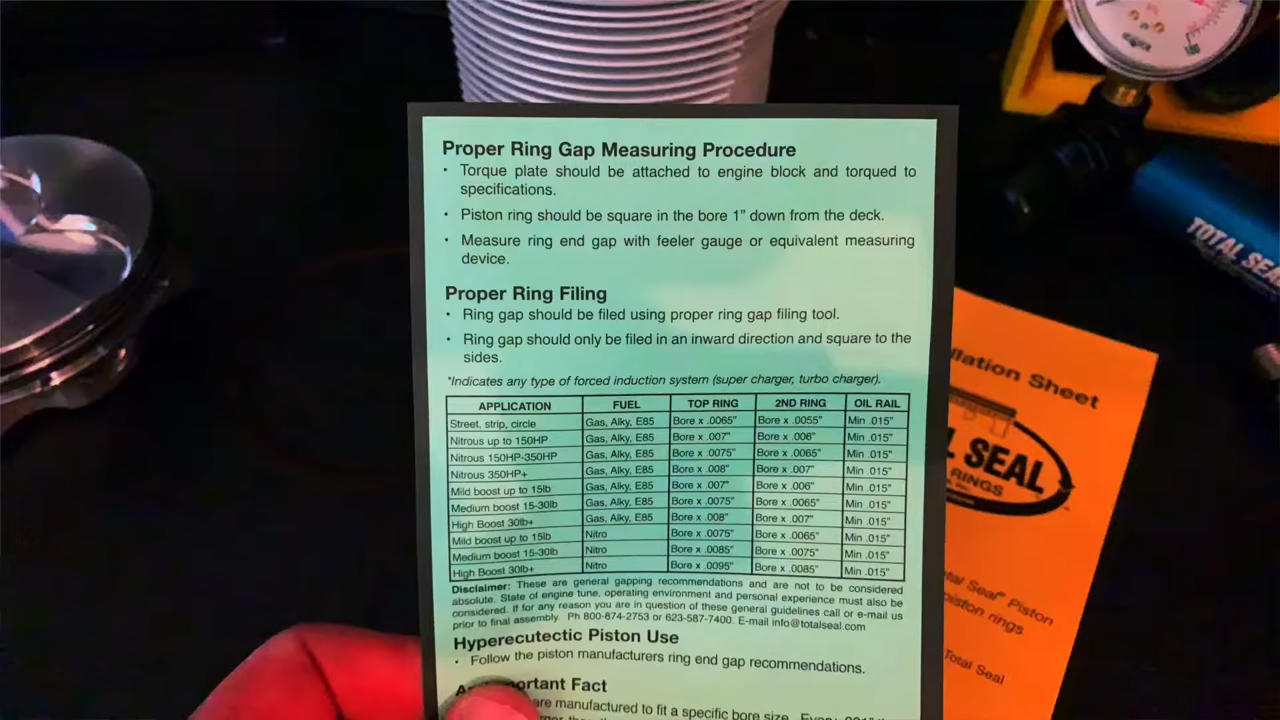 Proper Ring Gap Measuring Procedure
• Torque plate should be attached to engine block and torqued to
specifications.
• Piston ring should be square in the bore 1" down from the deck.
• Measure ring end gap with feeler gauge or equivalent measuring
device.
Proper Ring Filing
• Ring gap should be filed using proper ring gap filing tool.
• Ring gap should only be filed in an inward direction and square to the
sides.
*Indicates any type of forced induction system (super charger, turbo charger).
APPLICATION FUEL TOP RING 2ND RING OIL RAIL
Street, strip, circle Gas, Alky, E85 Bore x .0065" Bore x .0055" Min .015"
Nitrous up to 150HP Gas, Alky, E85 Bore x .007" Bore x .006" Min .015"
Nitrous 150HP-350HP Gas, Alky, E85 Bore x .0075" Bore x .0065" Min .015"
Nitrous 350HP+ Gas, Alky, E85 Bore x .008" Bore x .007" Min .015"
Mild boost up to 15lb Gas, Alky, E85 Bore x .007" Bore x .006" Min .015"
Medium boost 15-30lb Gas, Alky, E85 Bore x .0075" Bore x .0065" Min .015"
High Boost 30lb+ Gas, Alky, E85 Bore x .008" Bore x .007" Min .015"
Mild boost up to 15lb Nitro Bore x .0075" Bore x .0065" Min .015"
Medium boost 15-30lb Nitro Bore x .0085" Bore x .0075" Min .015"
High Boost 30lb+ Nitro Bore x .0095" Bore x .0085" Min .015"
Disclaimer: These are general gapping recommendations and are not to be considered
absolute. State of engine tune, operating environment and personal experience must also be
considered. If for any reason you are in question of these general guidelines call or e-mail us
prior to final assembly. Ph 800-874-2753 or 623-587-7400. E-mail info@totalseal.com
Hyperecutectic Piston Use
• Follow the piston manufacturers ring end gap recommendations.
portant Fact
are manufactured to fit a specific bore size.
TOTAL SEA
llation Sheet
L SEAL
RINGS
tal Seal® Piston
piston rings
Total Seal